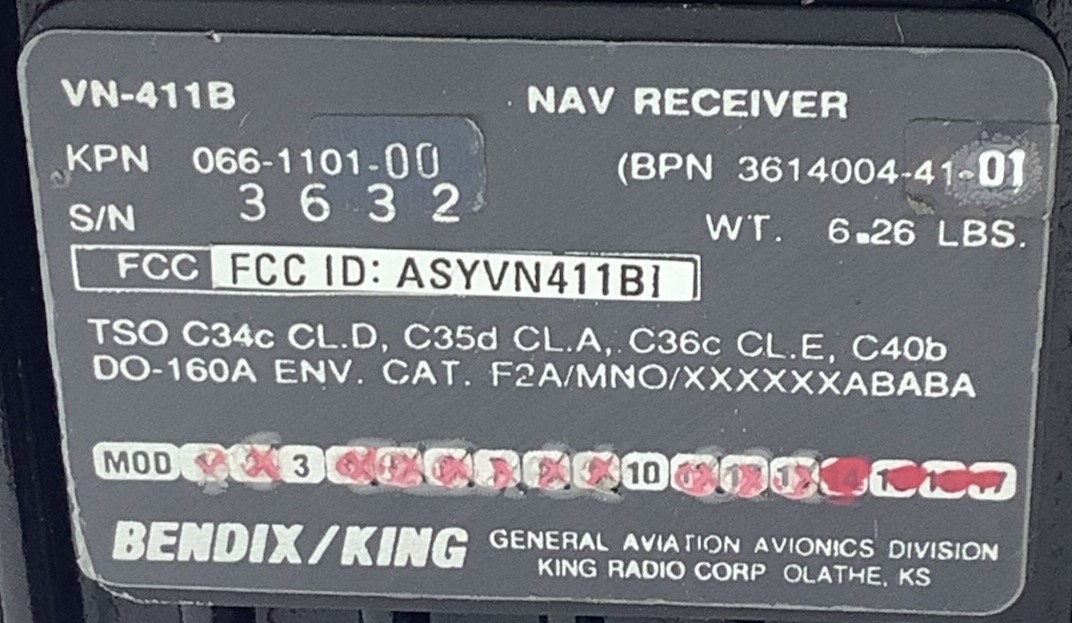 VN-411B NAV RECEIVER
KPN 066-1101-00 (BPN 3614004-41-01)
S/N 3632 WT. 6.26 LBS.
FCC FCC ID: ASYVN411B
TSO C34c CL.D, C35d CL.A, C36c CL.E, C40b
DO-160A ENV. CAT. F2A/MNO/XXXXXXABABA
MOD 3 10
BENDIX/KING GENERAL AVIATION AVIONICS DIVISION
KING RADIO CORP OLATHE, KS